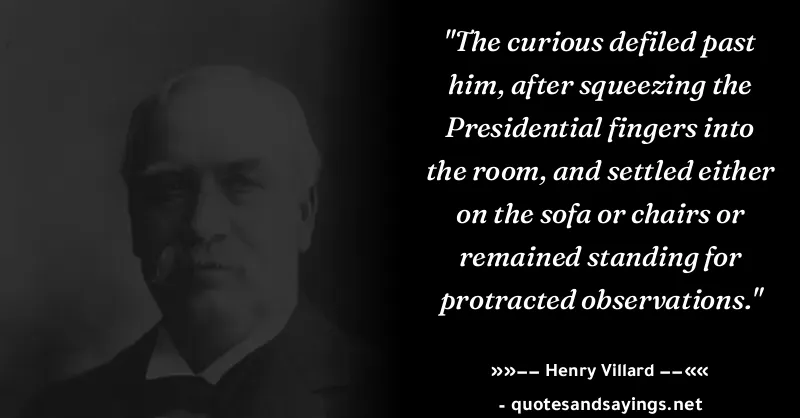 "The curious defiled past
him, after squeezing the
Presidential fingers into
the room, and settled either
on the sofa or chairs or
remained standing for
protracted observations."
»»–– Henry Villard ––««
- quotesandsayings.net